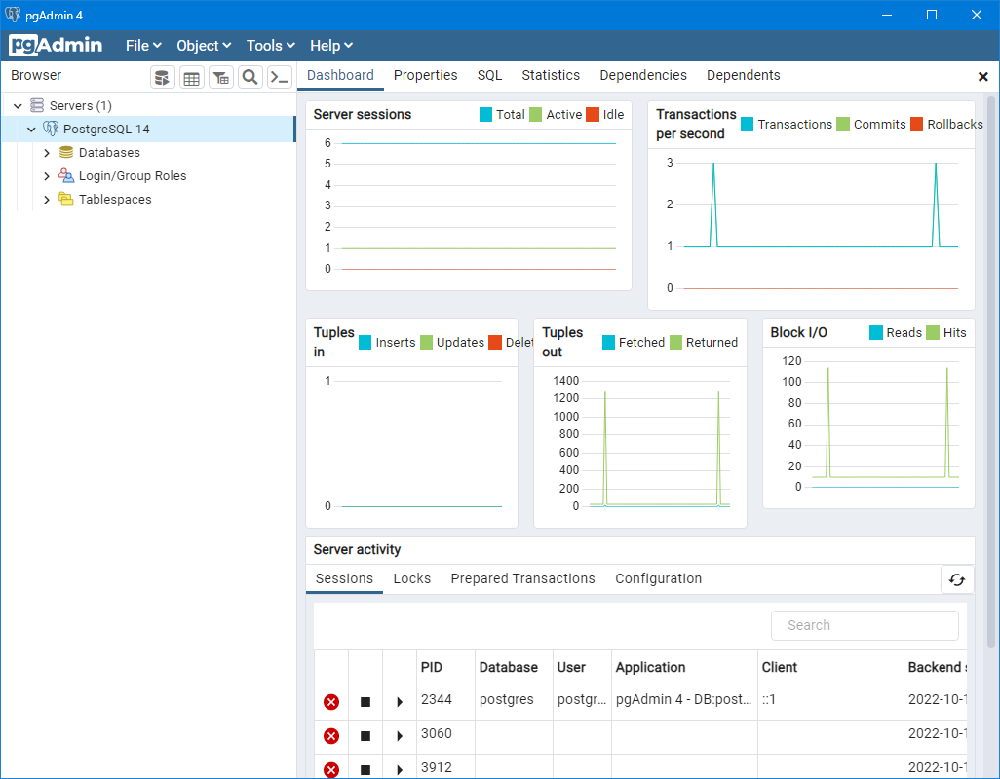 pgAdmin 4
pgAdmin File Object Tools Help
Browser Dashboard Properties SQL Statistics Dependencies Dependents
Servers (1)
PostgreSQL 14
Databases
Login/Group Roles
Tablespaces
Server sessions Total Active Idle
6
5
4
3
2
1
0
Transactions per second Transactions Commits Rollbacks
3
2
1
0
Tuples in Inserts Updates Delet
1
0
Tuples out Fetched Returned
1400
1200
1000
800
600
400
200
0
Block I/O Reads Hits
120
100
80
60
40
20
0
Server activity
Sessions Locks Prepared Transactions Configuration
Search
PID Database User Application Client Backend s
2344 postgres postgr... pgAdmin 4 - DB:post... ::1 2022-10-1
3060 2022-10-1
3912 2022-10-1